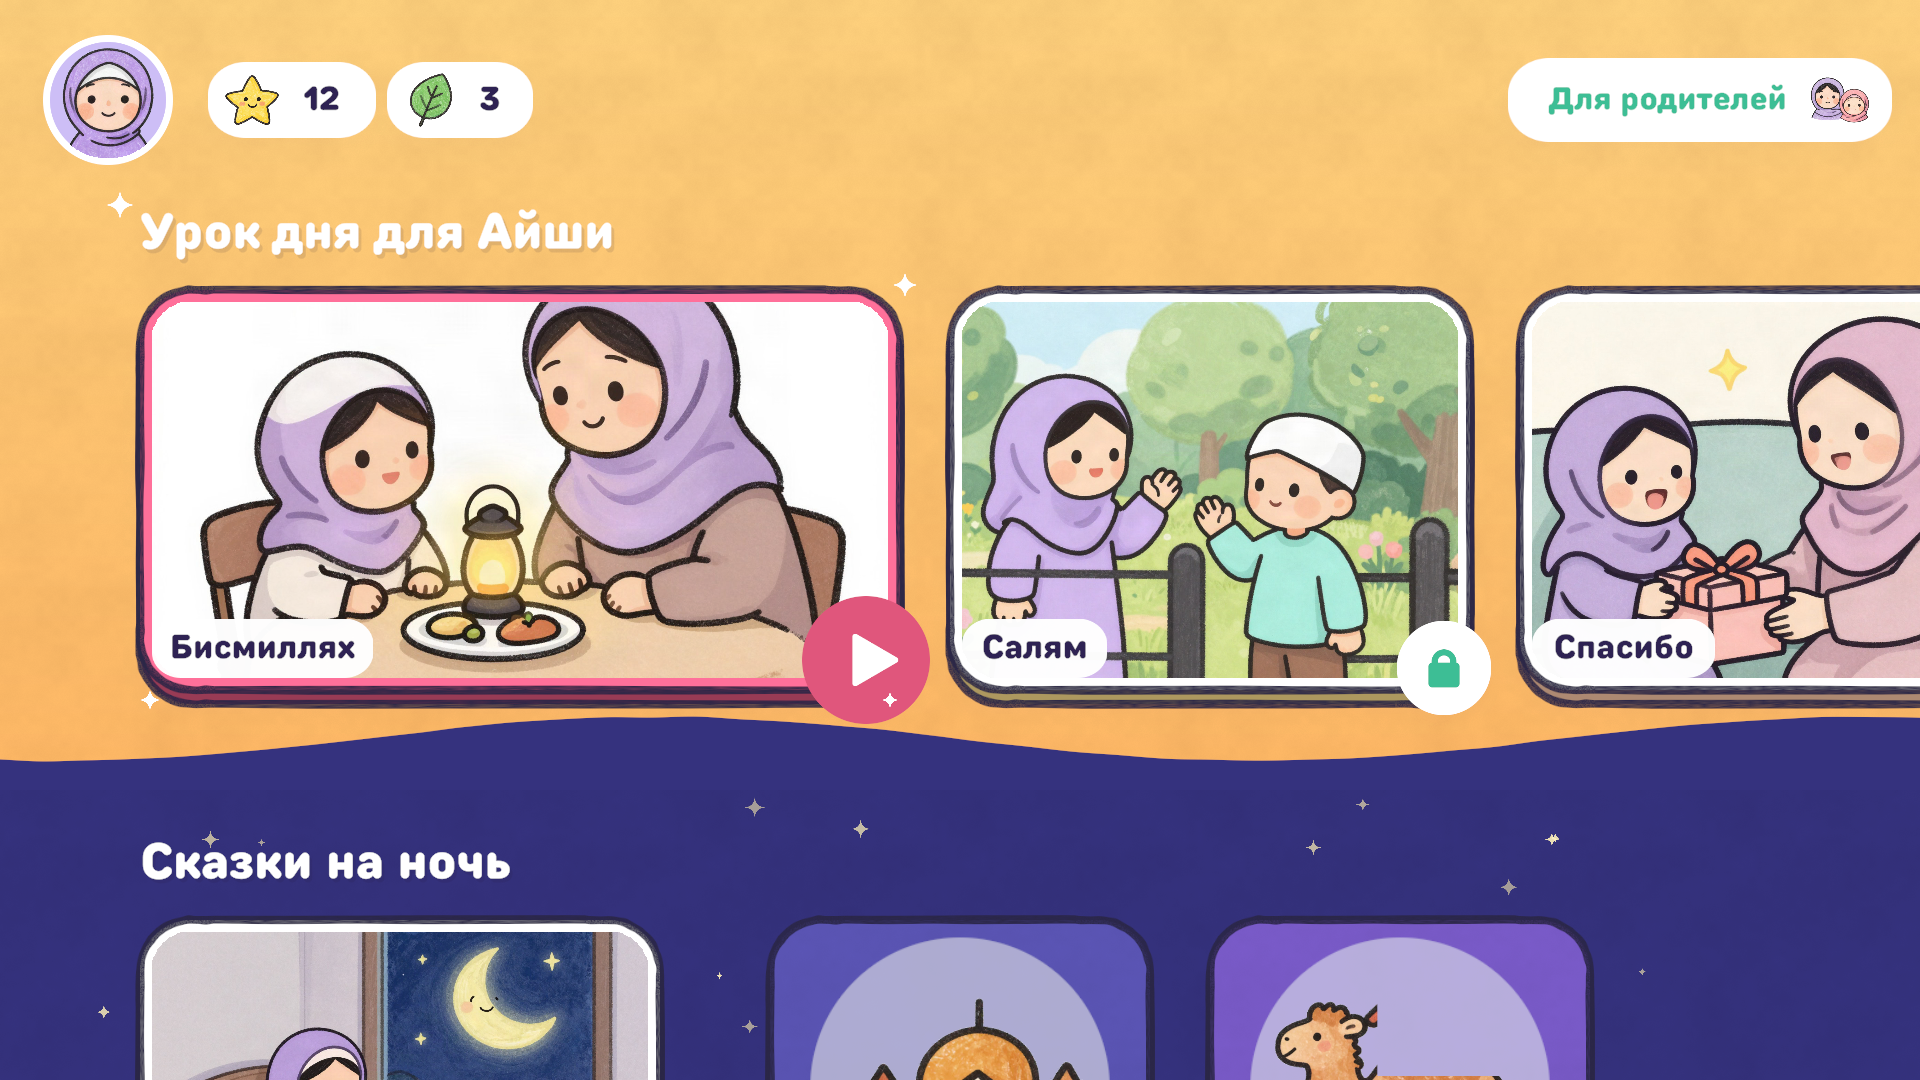 12
3
Для родителей
Урок дня для Айши
Бисмиллях
Салям
Спасибо
Сказки на ночь